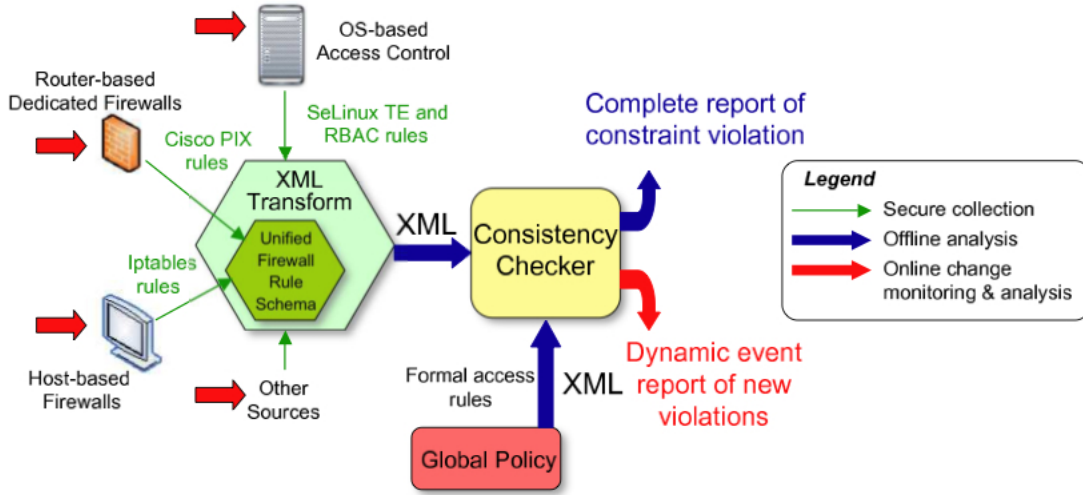 OS-based
Access Control
Router-based
Dedicated Firewalls
Cisco PIX
rules
SeLinux TE and
RBAC rules
XML
Transform
Unified
Firewall
Rule
Schema
Iptables
rules
Host-based
Firewalls
Other
Sources
XML
Consistency
Checker
Complete report of
constraint violation
Dynamic event
report of new
violations
Formal access
rules
XML
Global Policy
Legend
Secure collection
Offline analysis
Online change
monitoring & analysis